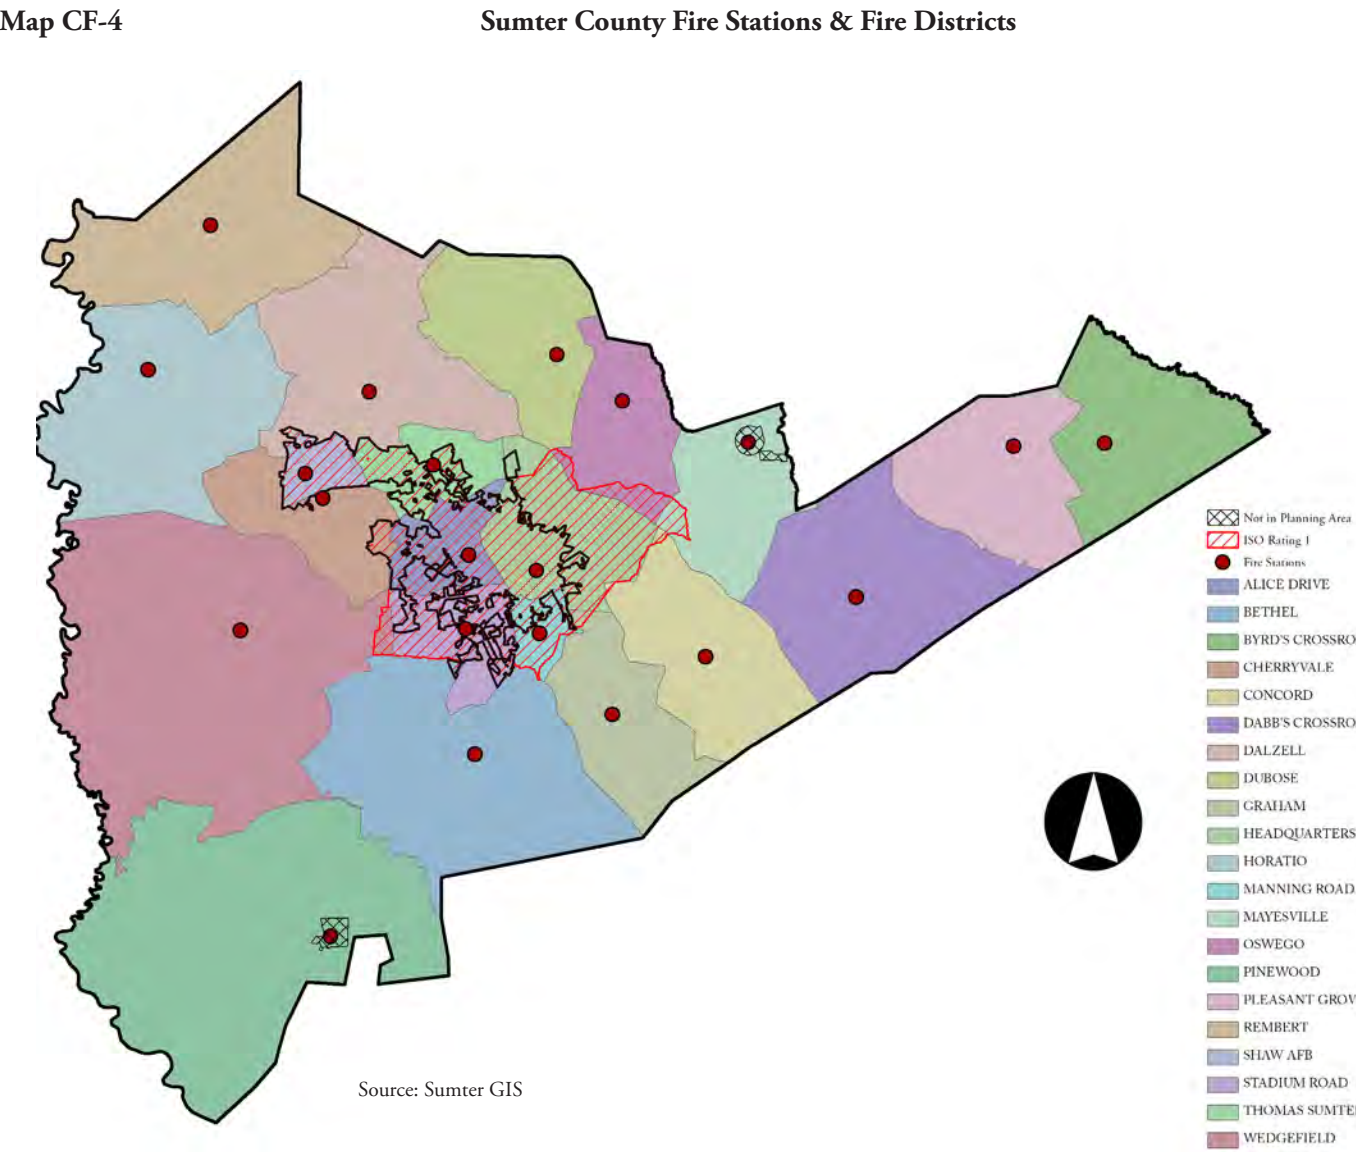 Map CF-4
Sumter County Fire Stations & Fire Districts
Not in Planning Area
ISO Rating 1
Fire Stations
ALICE DRIVE
BETHEL
BYRD'S CROSSRO
CHERRYVALE
CONCORD
DABB'S CROSSRO
DALZELL
DUBOSE
GRAHAM
HEADQUARTERS
HORATIO
MANNING ROAD
MAYESVILLE
OSWEGO
PINEWOOD
PLEASANT GROV
REMBERT
SHAW AFB
STADIUM ROAD
THOMAS SUMTE
WEDGEFIELD
Source: Sumter GIS